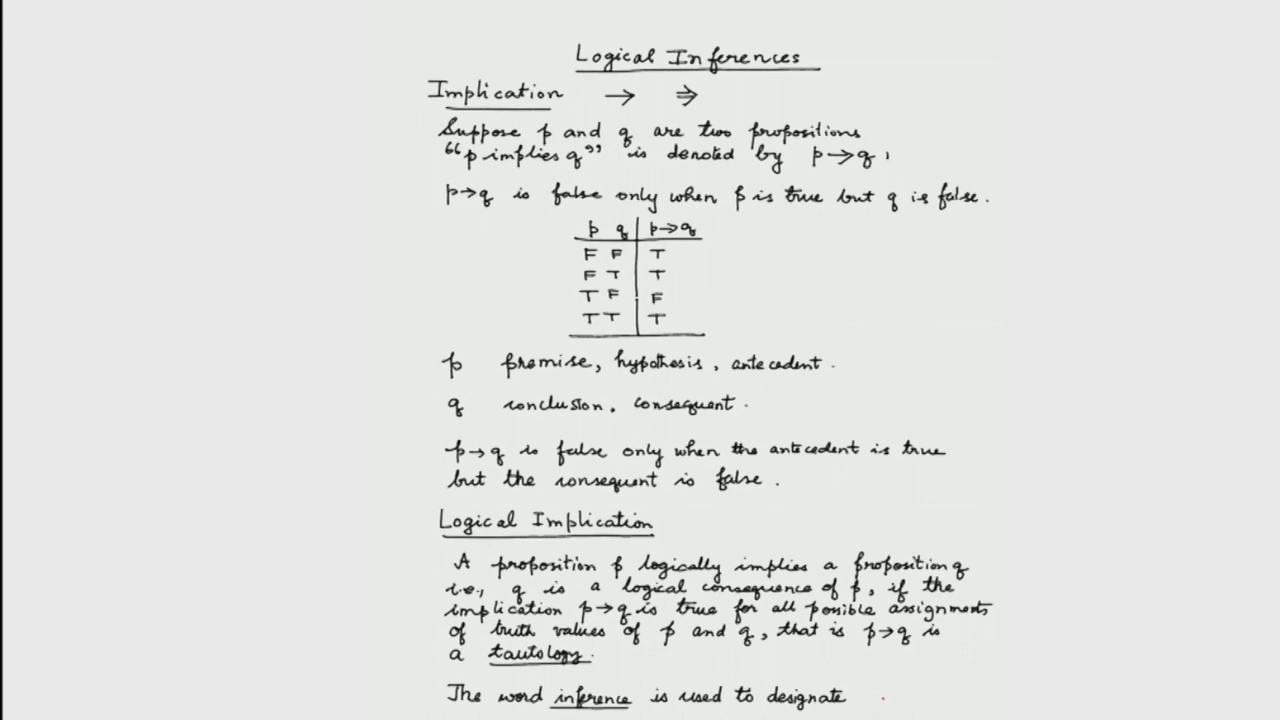 Logical Inferences
Implication → ⇒
Suppose p and q are two propositions
“p implies q” is denoted by p→q,
p→q is false only when p is true but q is false.
p q | p→q
F F | T
F T | T
T F | F
T T | T
p premise, hypothesis, antecedent.
q conclusion, consequent.
p→q is false only when the antecedent is true
but the consequent is false.
Logical Implication
A proposition p logically implies a proposition q
i.e., q is a logical consequence of p, if the
implication p→q is true for all possible assignments
of truth values of p and q, that is p→q is
a tautology.
The word inference is used to designate